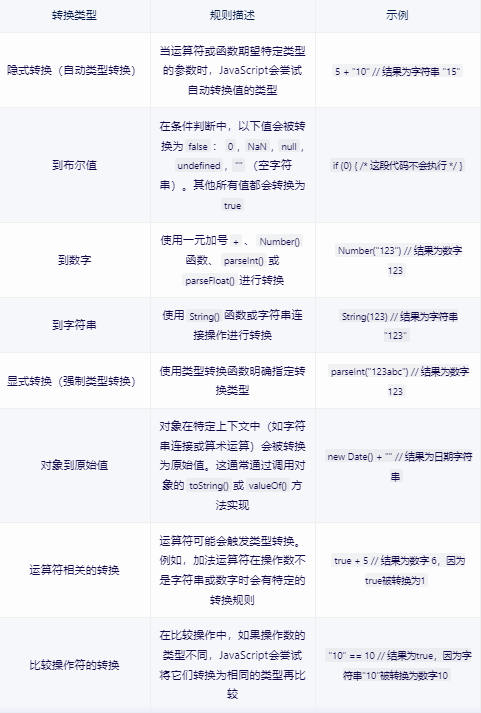 转换类型
规则描述
示例
隐式转换（自动类型转换）
当运算符或函数期望特定类型
的参数时，JavaScript会尝试
自动转换值的类型
5 + "10" // 结果为字符串 "15"
到布尔值
在条件判断中，以下值会被转
换为 false： 0 , NaN , null ,
undefined , "" （空字符
串）。其他所有值都会转换为
true
if (0) { /* 这段代码不会执行 */ }
到数字
使用一元加号 + 、 Number()
函数、 parseInt() 或
parseFloat() 进行转换
Number("123") // 结果为数字
123
到字符串
使用 String() 函数或字符串连
接操作进行转换
String(123) // 结果为字符串
"123"
显式转换（强制类型转换）
使用类型转换函数明确指定转
换类型
parseInt("123abc") // 结果为数字
123
对象到原始值
对象在特定上下文中（如字符
串连接或算术运算）会被转换
为原始值。这通常通过调用对
象的 toString() 或 valueOf() 方
法实现
new Date() + "" // 结果为日期字符
串
运算符相关的转换
运算符可能会触发类型转换。
例如，加法运算符在操作数不
是字符串或数字时会有特定的
转换规则
true + 5 // 结果为数字 6，因为
true被转换为1
比较操作符的转换
在比较操作中，如果操作数的
类型不同，JavaScript会尝试
将它们转换为相同的类型再比
较
"10" == 10 // 结果为true，因为字
符串"10"被转换为数字10